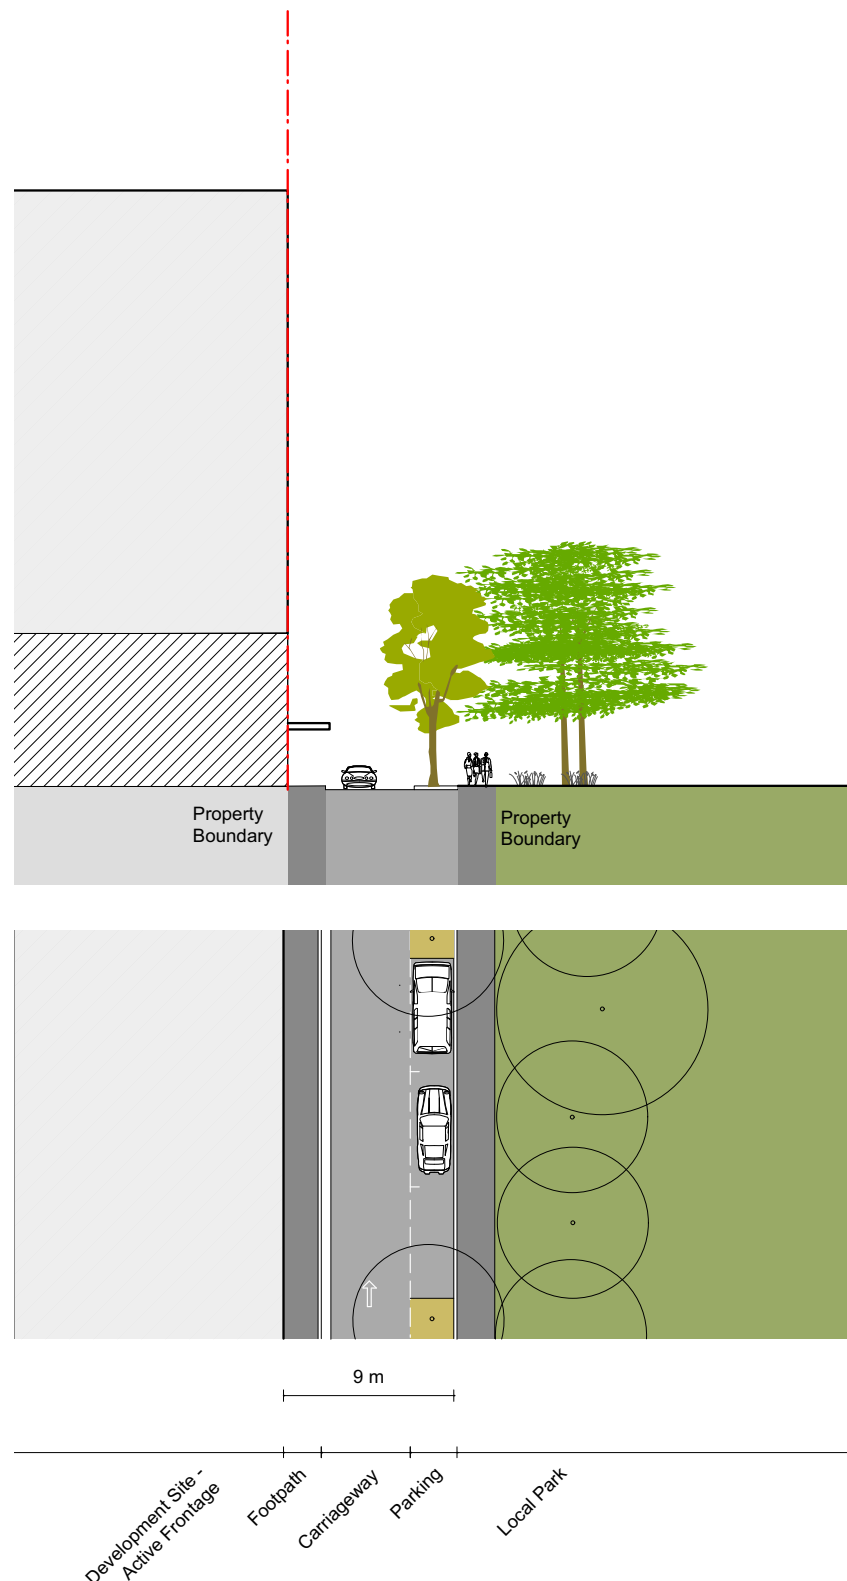 Property
Boundary
Property
Boundary
9 m
Development Site -
Active Frontage
Footpath
Carriageway
Parking
Local Park